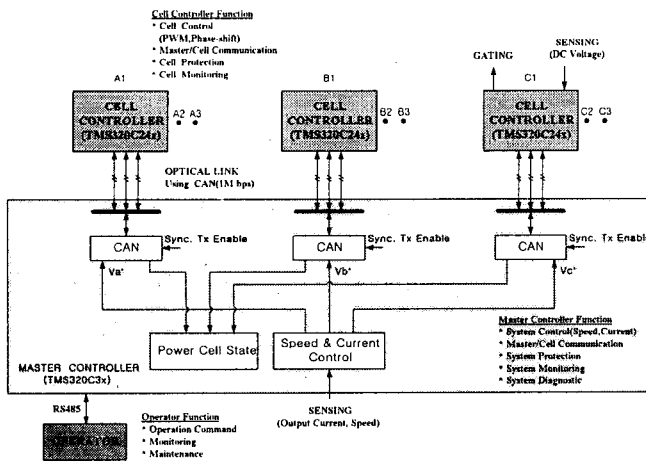 Cell Controller Function
* Cell Control
(PWM,Phase-shift)
* Master/Cell Communication
* Cell Protection
* Cell Monitoring
GATING
SENSING
(DC Voltage)
A1
B1
C1
CELL
CONTROLLER
(TMS320C24x)
A2 A3
CELL
CONTROLLER
(TMS320C24x)
B2 B3
CELL
CONTROLLER
(TMS320C24x)
C2 C3
OPTICAL LINK
Using CAN(1M bps)
CAN
Sync. Tx Enable
CAN
Sync. Tx Enable
CAN
Sync. Tx Enable
Va*
Vb*
Vc*
Power Cell State
Speed & Current
Control
Master Controller Function
* System Control(Speed,Current)
* Master/Cell Communication
* System Protection
* System Monitoring
* System Diagnostic
MASTER CONTROLLER
(TMS320C3x)
RS485
SENSING
(Output Current, Speed)
OPERATOR
Operator Function
* Operation Command
* Monitoring
* Maintenance